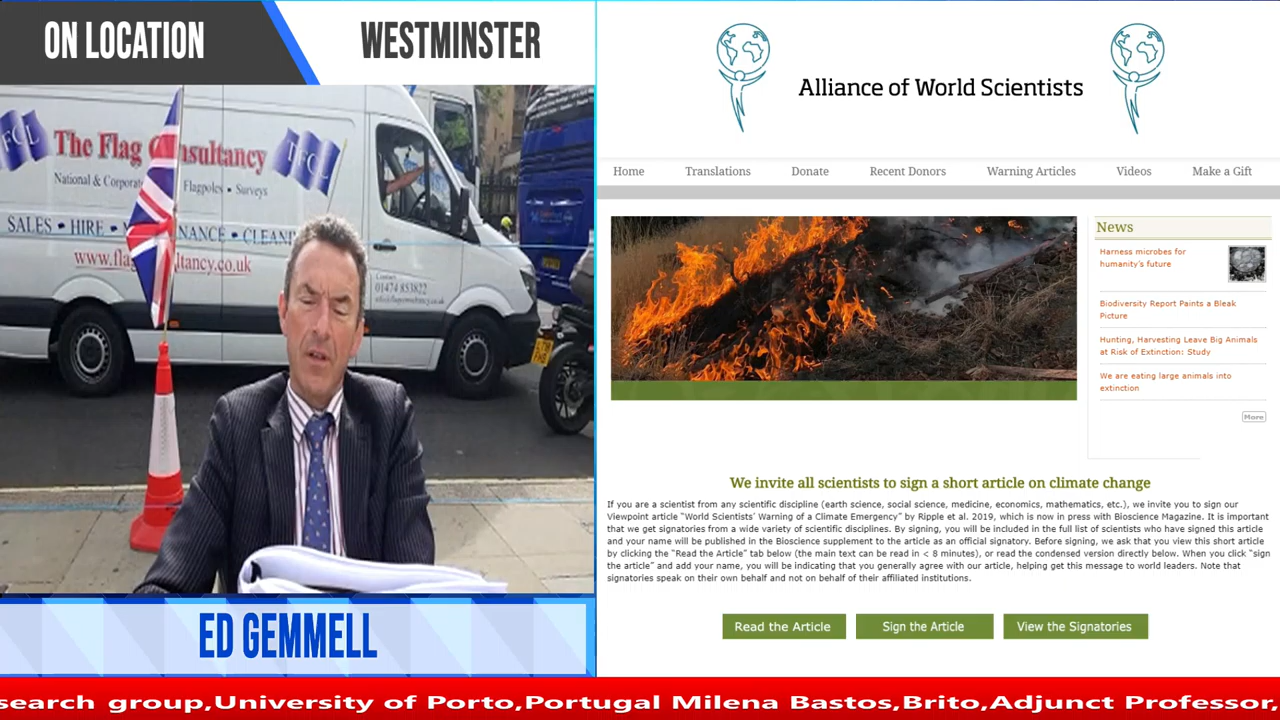 ON LOCATION
WESTMINSTER
TFCL
The Flag Consultancy
TFCL
National & Corporate
Flagpoles • Surveys
SALES • HIRE •
NANCE • CLEANI
www.flag
ltancy.co.uk
01474 853822
ED GEMMELL
Alliance of World Scientists
Home
Translations
Donate
Recent Donors
Warning Articles
Videos
Make a Gift
News
Harness microbes for
humanity's future
Biodiversity Report Paints a Bleak
Picture
Hunting, Harvesting Leave Big Animals
at Risk of Extinction: Study
We are eating large animals into
extinction
More
We invite all scientists to sign a short article on climate change
If you are a scientist from any scientific discipline (earth science, social science, medicine, economics, mathematics, etc.), we invite you to sign our
Viewpoint article "World Scientists' Warning of a Climate Emergency" by Ripple et al. 2019, which is now in press with Bioscience Magazine. It is important
that we get signatories from a wide variety of scientific disciplines. By signing, you will be included in the full list of scientists who have signed this article
and your name will be published in the Bioscience supplement to the article as an official signatory. Before signing, we ask that you view this short article
by clicking the "Read the Article" tab below (the main text can be read in < 8 minutes), or read the condensed version directly below. When you click "sign
the article" and add your name, you will be indicating that you generally agree with our article, helping get this message to world leaders. Note that
signatories speak on their own behalf and not on behalf of their affiliated institutions.
Read the Article
Sign the Article
View the Signatories
search group,University of Porto,Portugal Milena Bastos,Brito,Adjunct Professor,